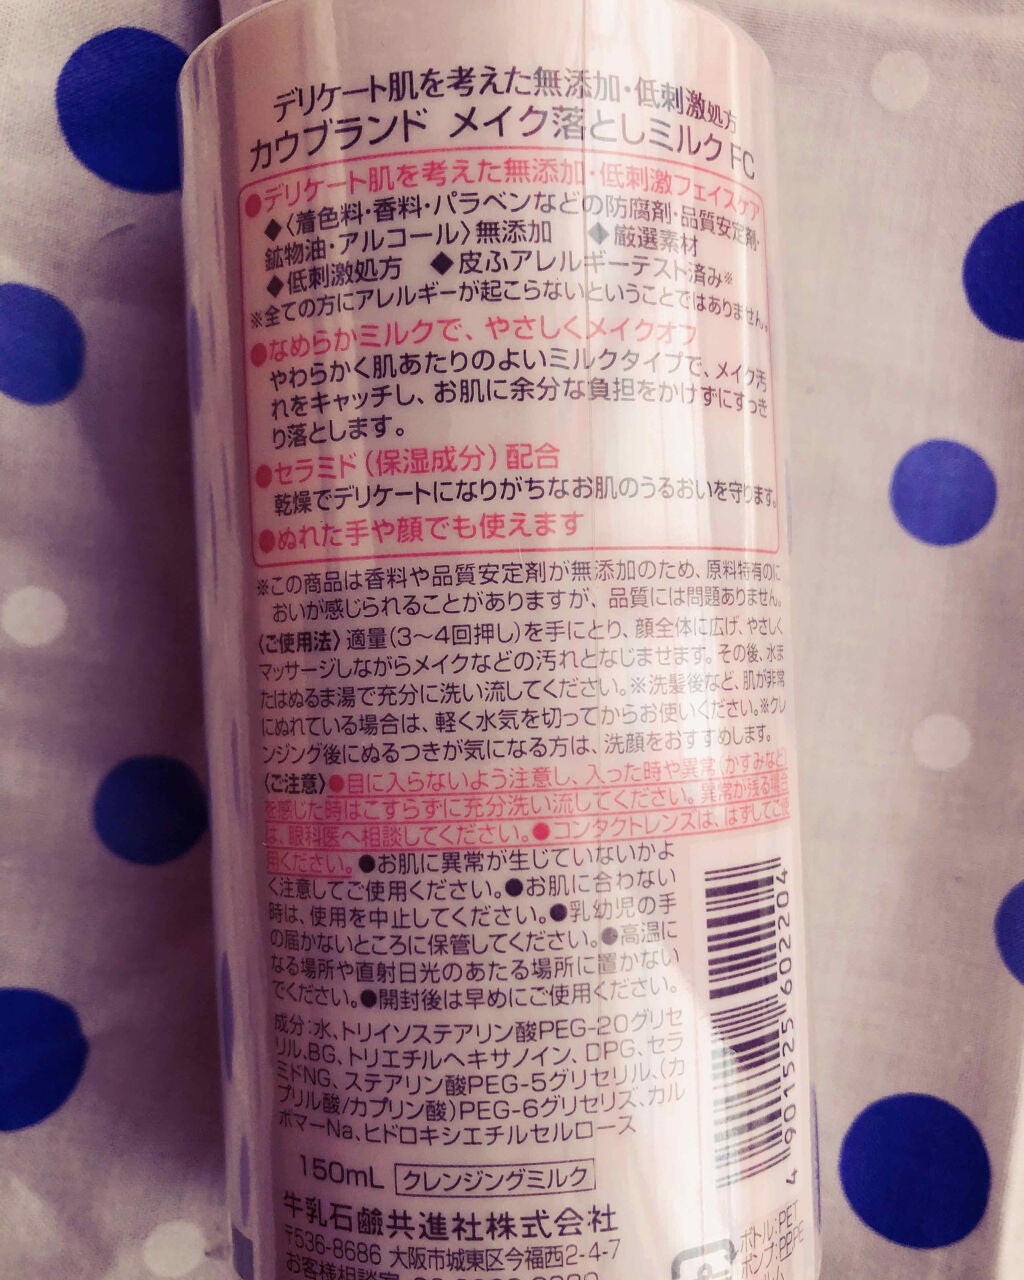 デリケート肌を考えた無添加・低刺激処方
カウブランド メイク落としミルク FC
●デリケート肌を考えた無添加・低刺激フェイスケア
◆〈着色料・香料・パラベンなどの防腐剤・品質安定剤・
鉱物油・アルコール〉無添加 ◆厳選素材
◆低刺激処方 ◆皮ふアレルギーテスト済み※
※全ての方にアレルギーが起こらないということではありません。
●なめらかミルクで、やさしくメイクオフ
やわらかく肌あたりのよいミルクタイプで、メイク汚
れをキャッチし、お肌に余分な負担をかけずにすっき
り落とします。
●セラミド（保湿成分）配合
乾燥でデリケートになりがちなお肌のうるおいを守ります。
●ぬれた手や顔でも使えます
※この商品は香料や品質安定剤が無添加のため、原料特有のに
おいが感じられることがありますが、品質には問題ありません。
〈ご使用法〉適量（3〜4回押し）を手にとり、顔全体に広げ、やさしく
マッサージしながらメイクなどの汚れとなじませます。その後、水ま
たはぬるま湯で充分に洗い流してください。※洗髪後など、肌が非常
にぬれている場合は、軽く水気を切ってからお使いください。※クレ
ンジング後にぬるつきが気になる方は、洗顔をおすすめします。
〈ご注意〉●目に入らないよう注意し、入った時や異常（かすみなど）
を感じた時はこすらずに充分洗い流してください。異常が残る場合
は、眼科医へ相談してください。●コンタクトレンズは、はずしてご使
用ください。●お肌に異常が生じていないかよ
く注意してご使用ください。●お肌に合わない
時は、使用を中止してください。●乳幼児の手
の届かないところに保管してください。●高温に
なる場所や直射日光のあたる場所に置かない
でください。●開封後は早めにご使用ください。
成分：水、トリイソステアリン酸PEG-20グリセ
リル、BG、トリエチルヘキサノイン、DPG、セラ
ミドNG、ステアリン酸PEG-5グリセリル、（カ
プリル酸/カプリン酸）PEG-6グリセリズ、カル
ボマーNa、ヒドロキシエチルセルロース
150mL クレンジングミルク
牛乳石鹼共進社株式会社
〒536-8686 大阪市城東区今福西2-4-7
お客様相談室
4 901525 602204
ボトル：PET
ポンプ：PP,PE